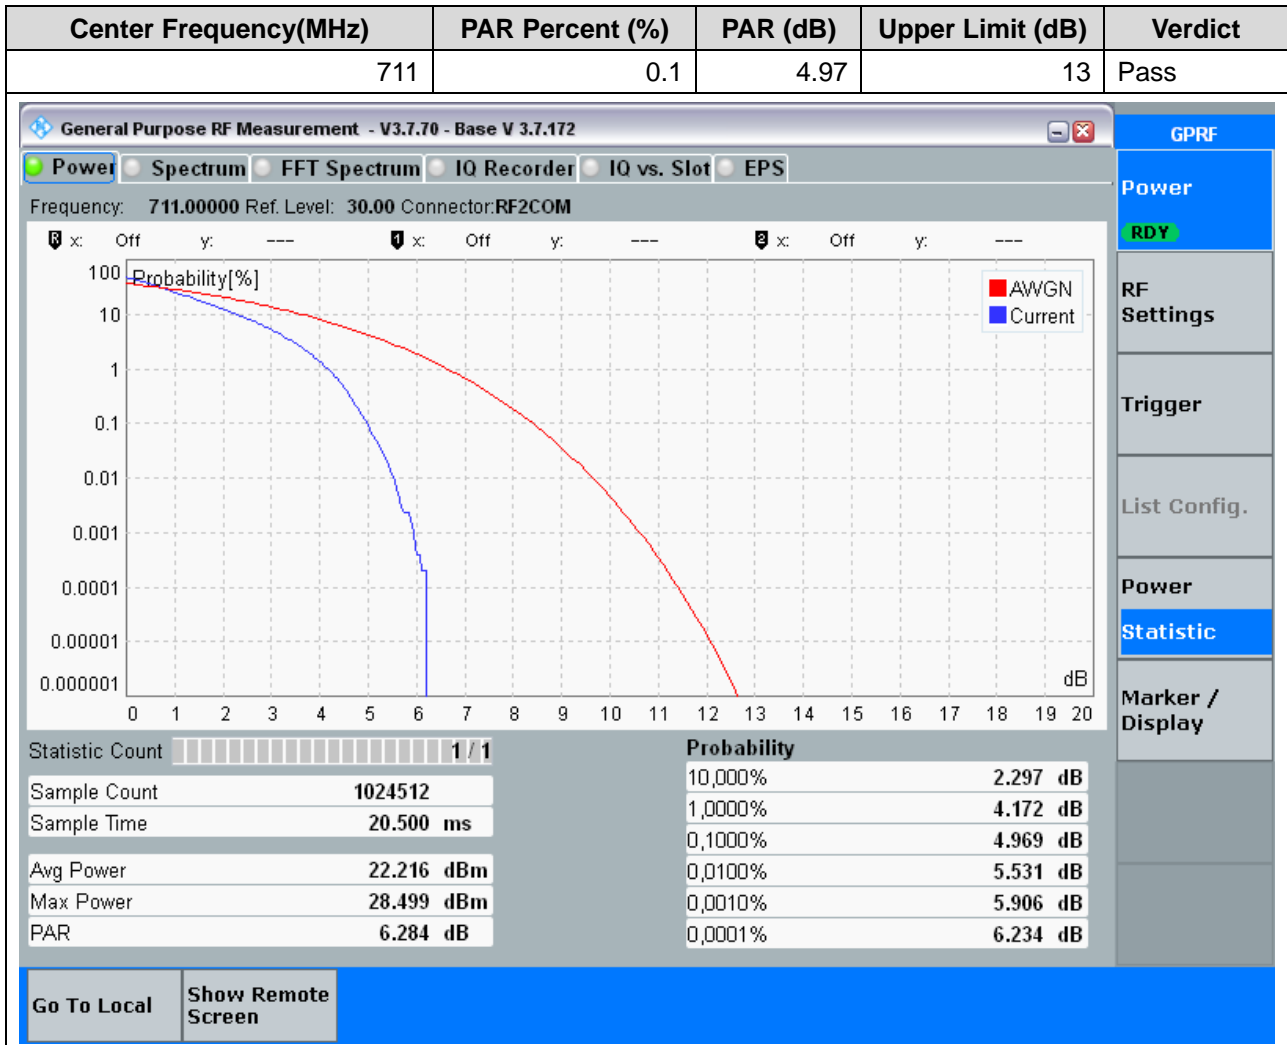 Center Frequency(MHz) PAR Percent (%) PAR (dB) Upper Limit (dB) Verdict
711 0.1 4.97 13 Pass
General Purpose RF Measurement - V3.7.70 - Base V 3.7.172
GPRF
Power Spectrum FFT Spectrum IQ Recorder IQ vs. Slot EPS
Power
RDY
Frequency: 711.00000 Ref. Level: 30.00 Connector:RF2COM
R x: Off y: --- 1 x: Off y: --- 2 x: Off y: ---
Probability[%]
AWGN
Current
100
10
1
0.1
0.01
0.001
0.0001
0.00001
0.000001
dB
0 1 2 3 4 5 6 7 8 9 10 11 12 13 14 15 16 17 18 19 20
RF
Settings
Trigger
List Config.
Power
Statistic
Marker /
Display
Statistic Count 1 / 1
Sample Count 1024512
Sample Time 20.500 ms
Avg Power 22.216 dBm
Max Power 28.499 dBm
PAR 6.284 dB
Probability
10,000% 2.297 dB
1,0000% 4.172 dB
0,1000% 4.969 dB
0,0100% 5.531 dB
0,0010% 5.906 dB
0,0001% 6.234 dB
Go To Local
Show Remote
Screen